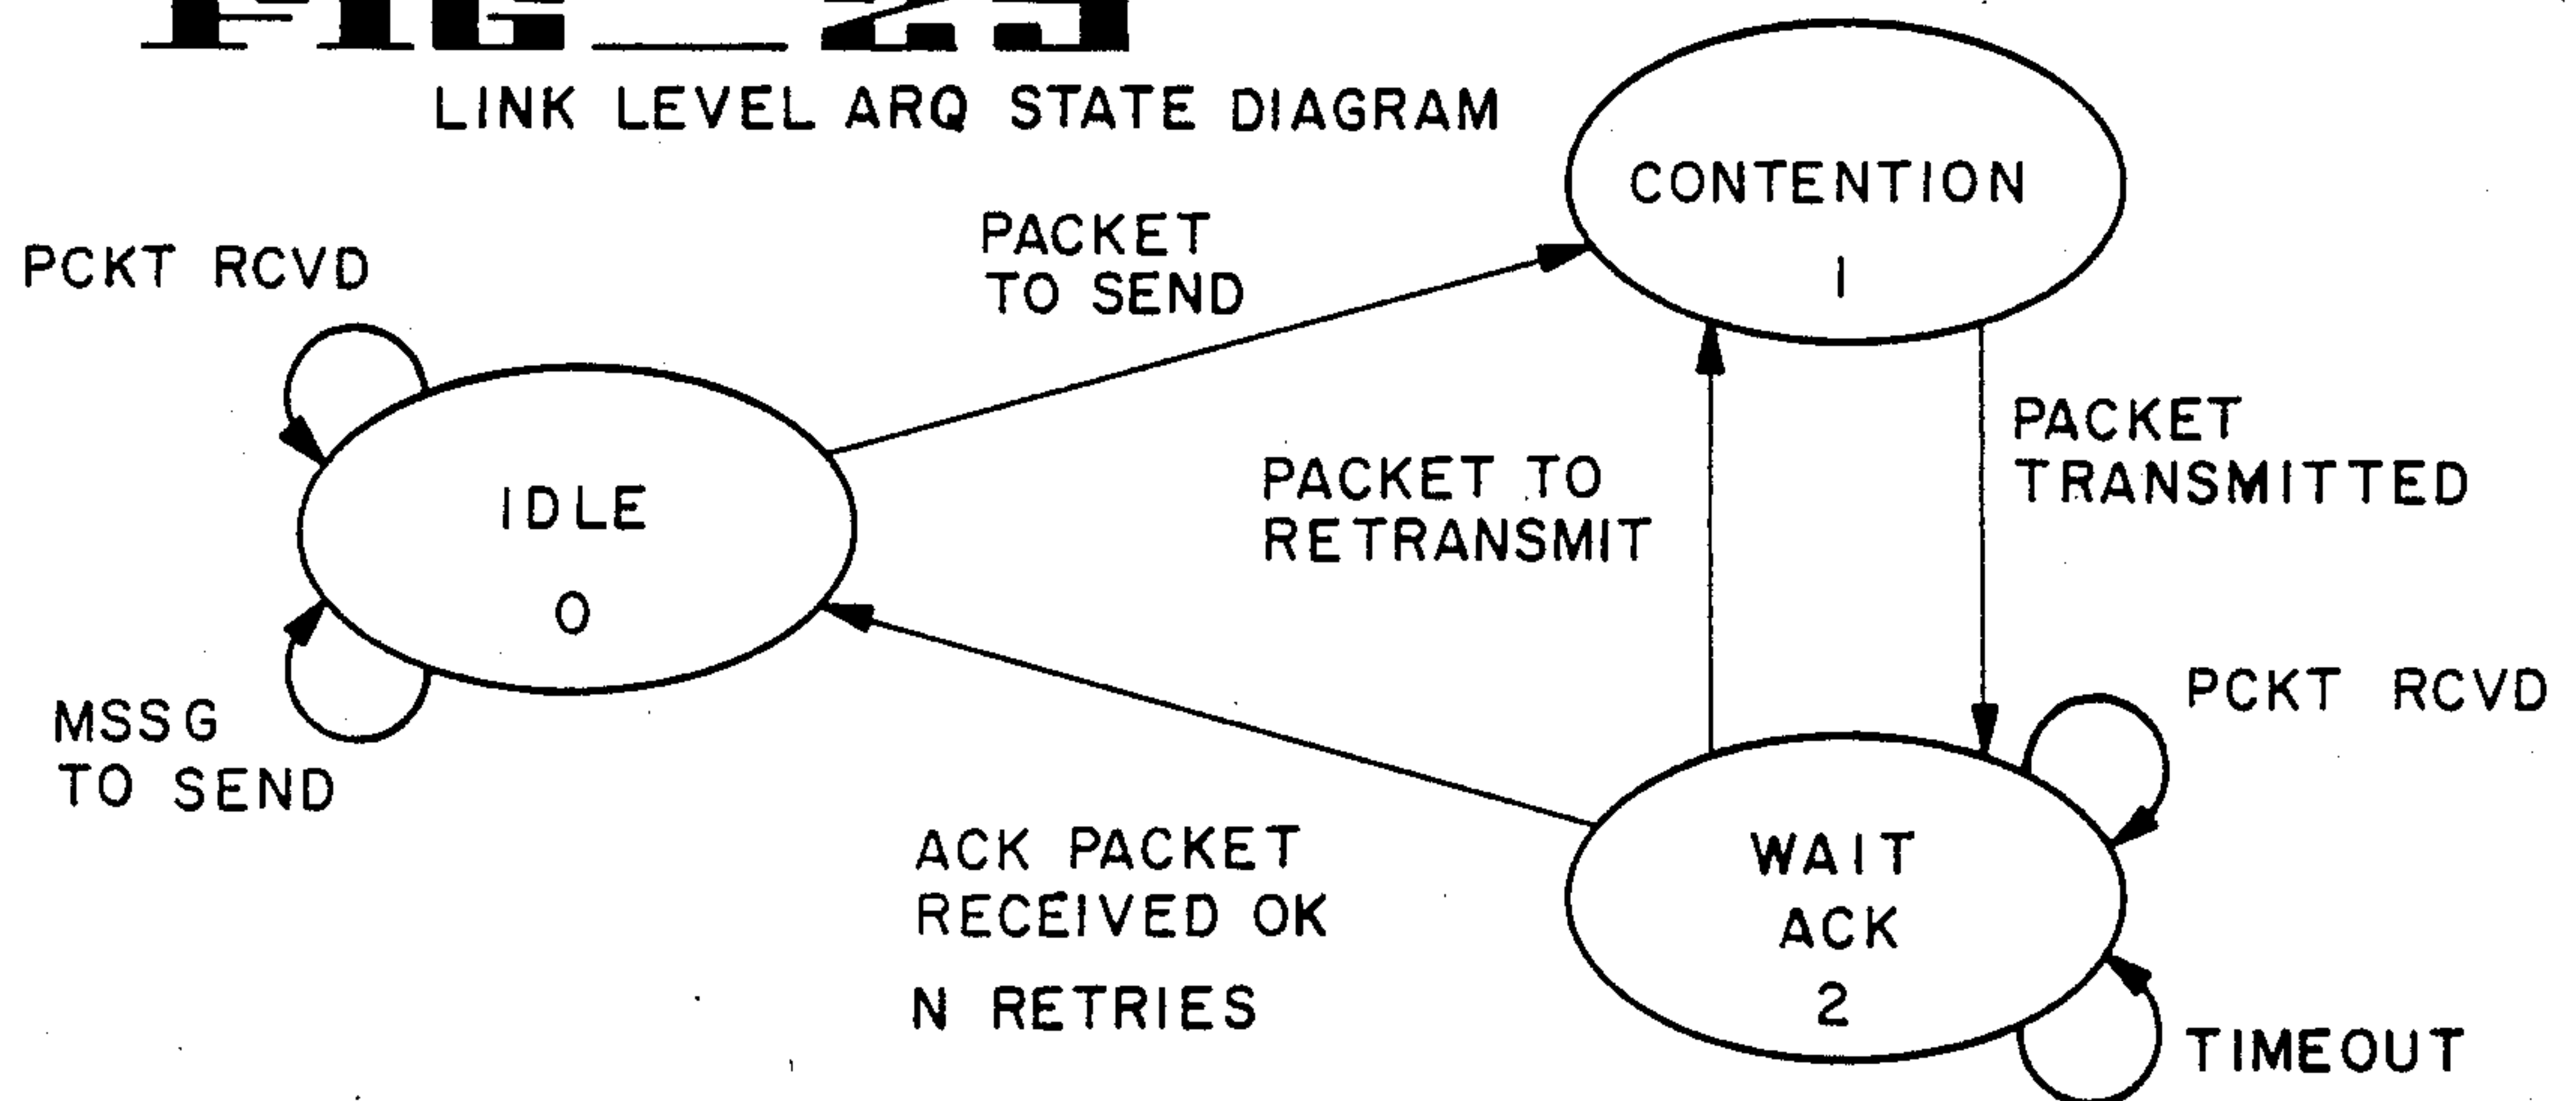 FIG_25
LINK LEVEL ARQ STATE DIAGRAM
CONTENTION
1
PACKET
TO SEND
PCKT RCVD
IDLE
0
PACKET TO
RETRANSMIT
PACKET
TRANSMITTED
MSSG
TO SEND
PCKT RCVD
ACK PACKET
RECEIVED OK
N RETRIES
WAIT
ACK
2
TIMEOUT